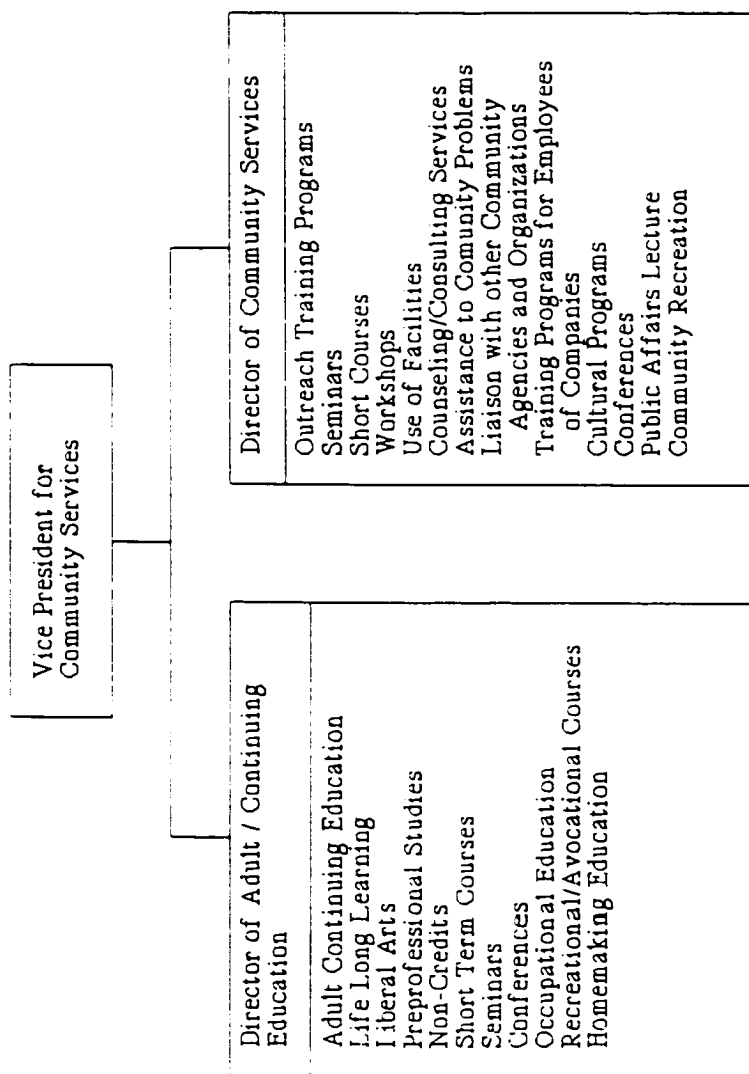 Vice President for
Community Services
Director of Adult / Continuing
Education
Adult Continuing Education
Life Long Learning
Liberal Arts
Preprofessional Studies
Non-Credits
Short Term Courses
Seminars
Conferences
Occupational Education
Recreational/Avocational Courses
Homemaking Education
Director of Community Services
Outreach Training Programs
Seminars
Short Courses
Workshops
Use of Facilities
Counseling/Consulting Services
Assistance to Comunity Problems
Liaison with other Community
Agencies and Organizations
Training Programs for Employees
of Companies
Cultural Programs
Conferences
Public Affairs Lecture
Community Recreation